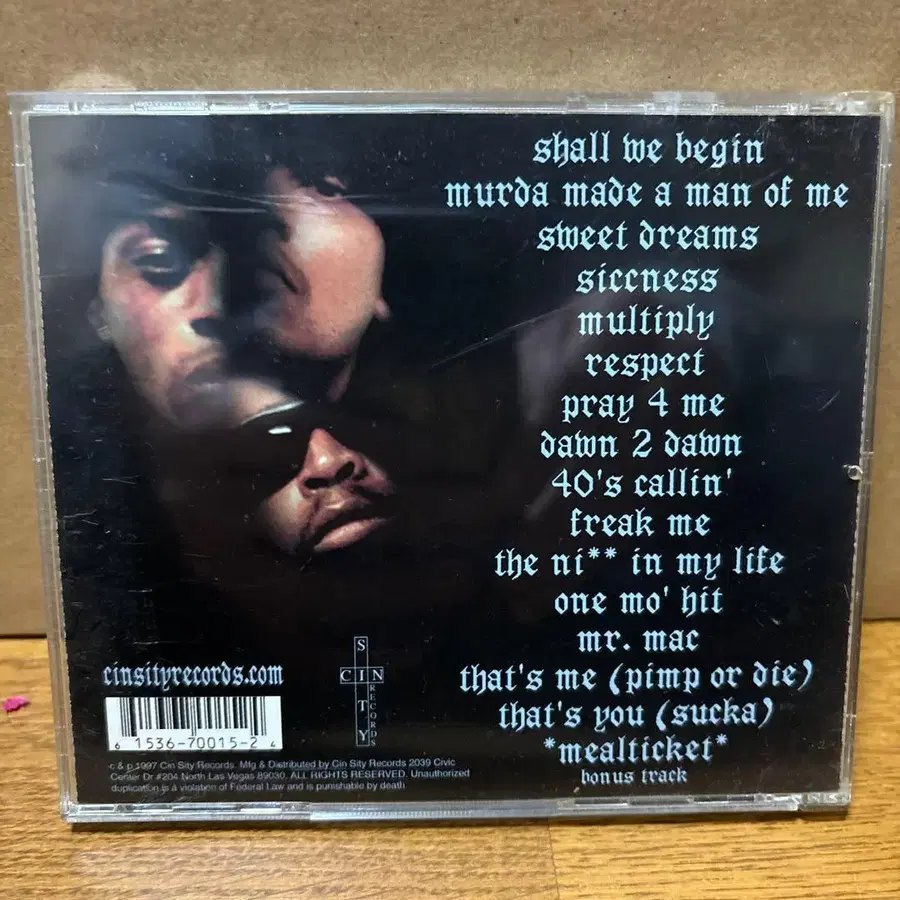 shall we begin
murda made a man of me
sweet dreams
siccness
multiply
respect
pray 4 me
dawn 2 dawn
40's callin'
freak me
the ni** in my life
one mo' hit
mr. mac
that's me (pimp or die)
that's you (sucka)
*mealticket*
bonus track
cinsityrecords.com
SIN CITY
RECORDS
6 1536-70015-2 4
c & p 1997 Cin Sity Records. Mfg & Distributed by Cin Sity Records 2039 Civic
Center Dr #204 North Las Vegas 89030. ALL RIGHTS RESERVED. Unauthorized
duplication is a violation of Federal Law and is punishable by death.